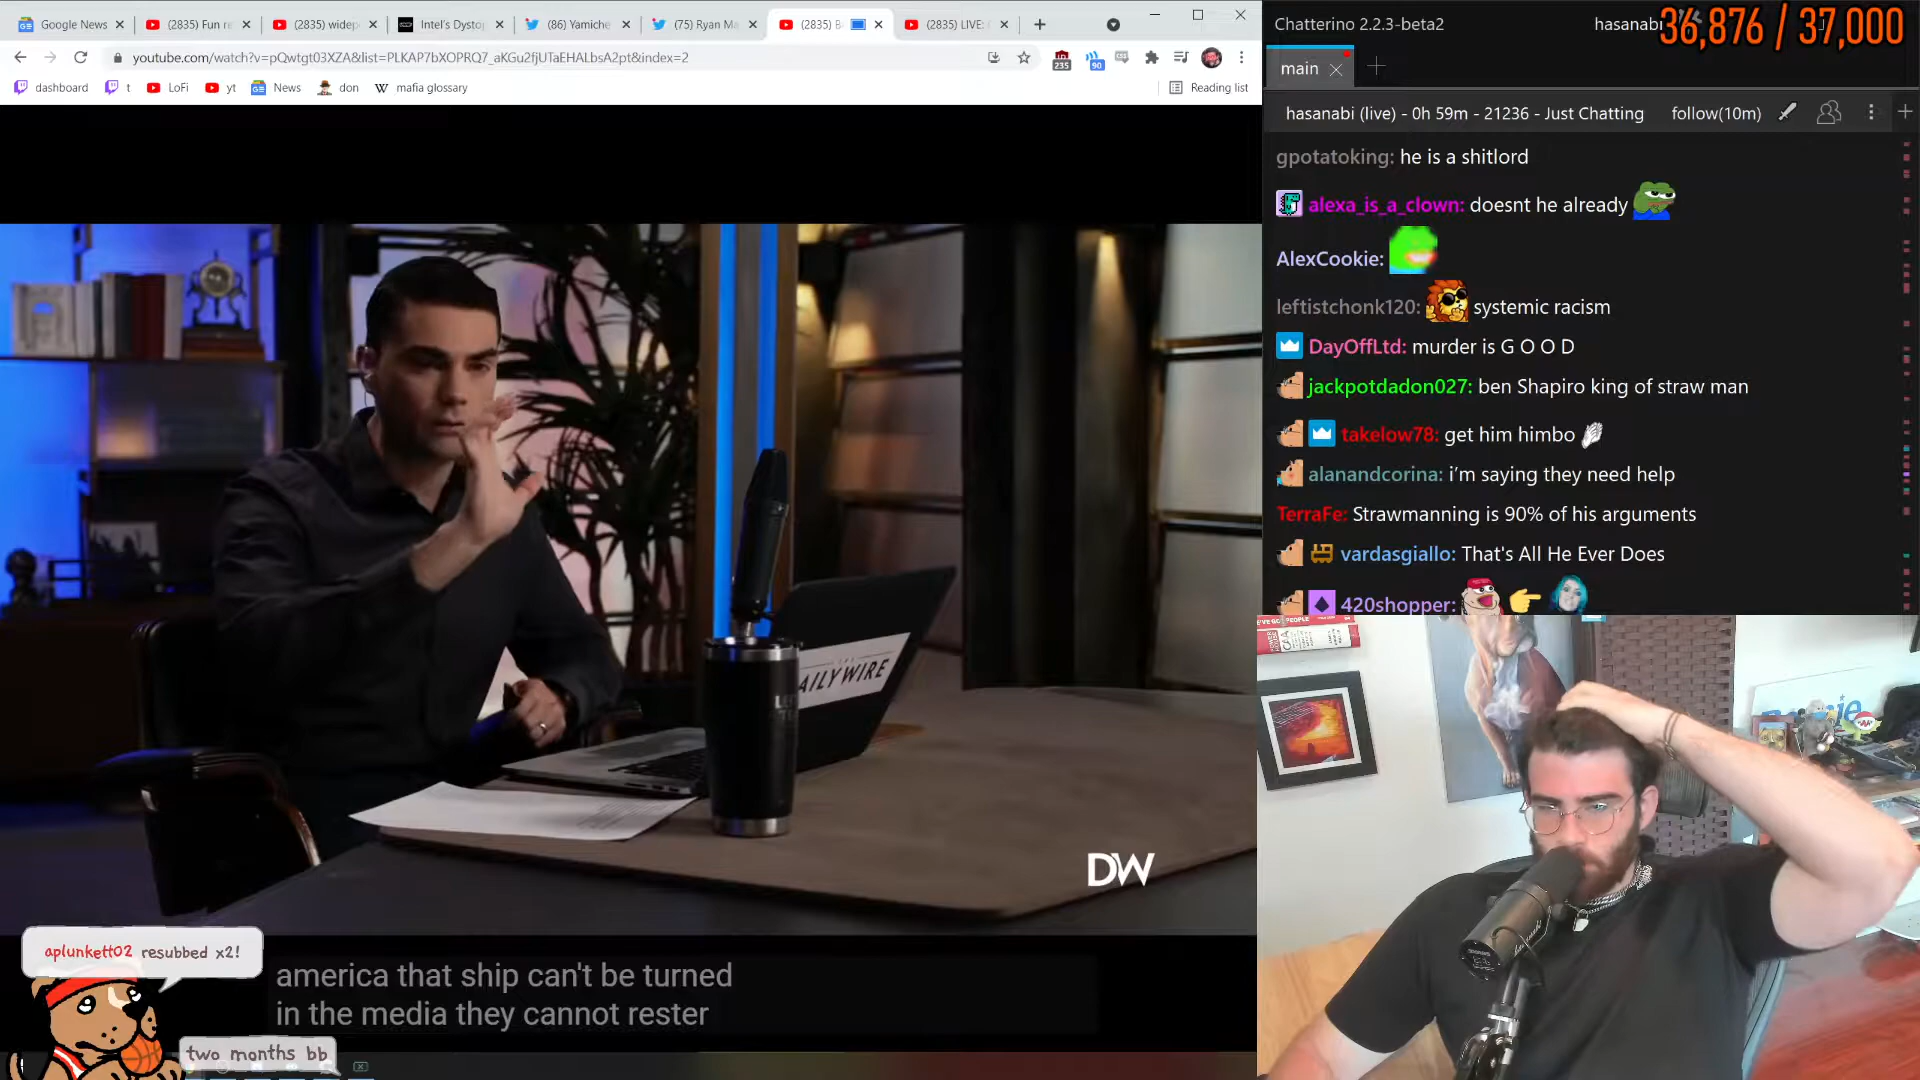 Google News
(2835) Fun r
(2835) widep
Intel's Dystop
(86) Yamiche
(75) Ryan Ma
(2835) B
(2835) LIVE:
youtube.com/watch?v=pQwtgt03XZA&list=PLKAP7bXOPRQ7_aKGu2fjUTaEHALbsA2pt&index=2
235
90
dashboard
t
LoFi
yt
News
don
W mafia glossary
Reading list
AILYWIRE
DW
aplunkett02 resubbed x2!
two months bb
america that ship can't be turned
in the media they cannot rester
Chatterino 2.2.3-beta2
hasanabi
36,876 / 37,000
main
hasanabi (live) - 0h 59m - 21236 - Just Chatting
follow(10m)
gpotatoking: he is a shitlord
alexa_is_a_clown: doesnt he already
AlexCookie:
leftistchonk120: systemic racism
DayOffLtd: murder is G O O D
jackpotdadon027: ben Shapiro king of straw man
takelow78: get him himbo
alanandcorina: i'm saying they need help
TerraFe: Strawmanning is 90% of his arguments
vardasgiallo: That's All He Ever Does
420shopper: